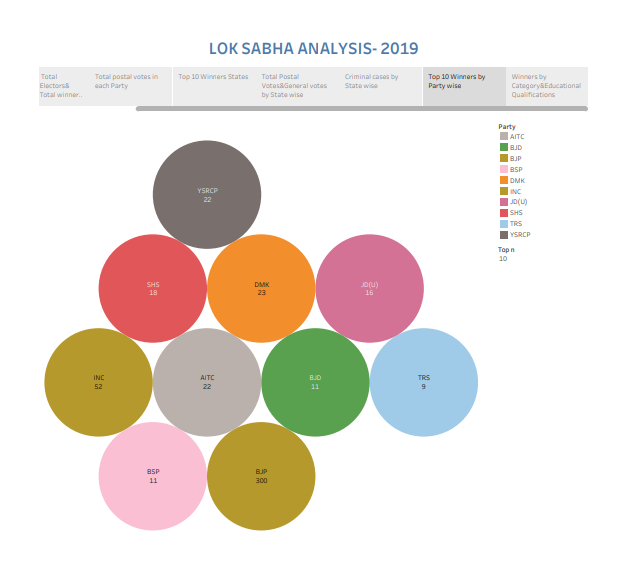 LOK SABHA ANALYSIS- 2019
Total
Electors&
Total winner..
Total postal votes in
each Party
Top 10 Winners States
Total Postal
Votes&General votes
by State wise
Criminal cases by
State wise
Top 10 Winners by
Party wise
Winners by
Category&Educational
Qualifications
Party
AITC
BJD
BJP
BSP
DMK
INC
JD(U)
SHS
TRS
YSRCP
Top n
10
YSRCP
22
SHS
18
DMK
23
JD(U)
16
INC
52
AITC
22
BJD
11
TRS
9
BSP
11
BJP
300